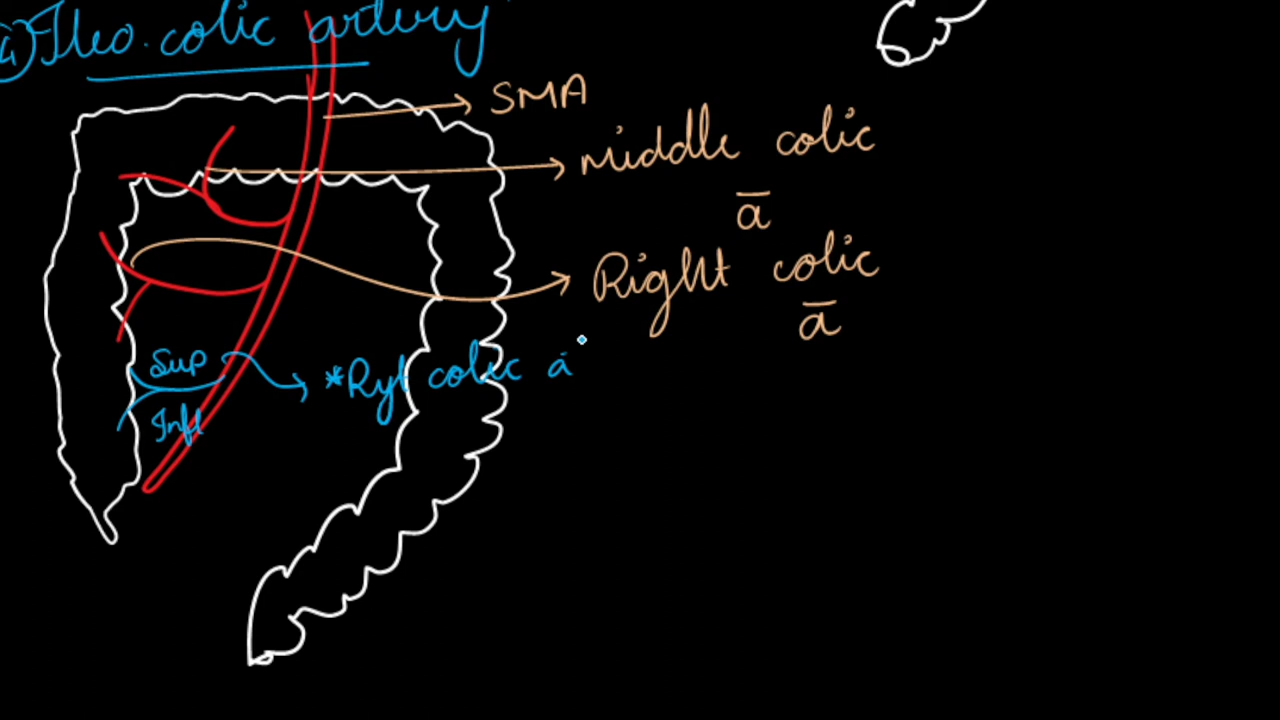 4) Ileo.colic artery
SMA
middle colic
a̅
Right colic
a̅
Sup
*Ryt colic a
Inf